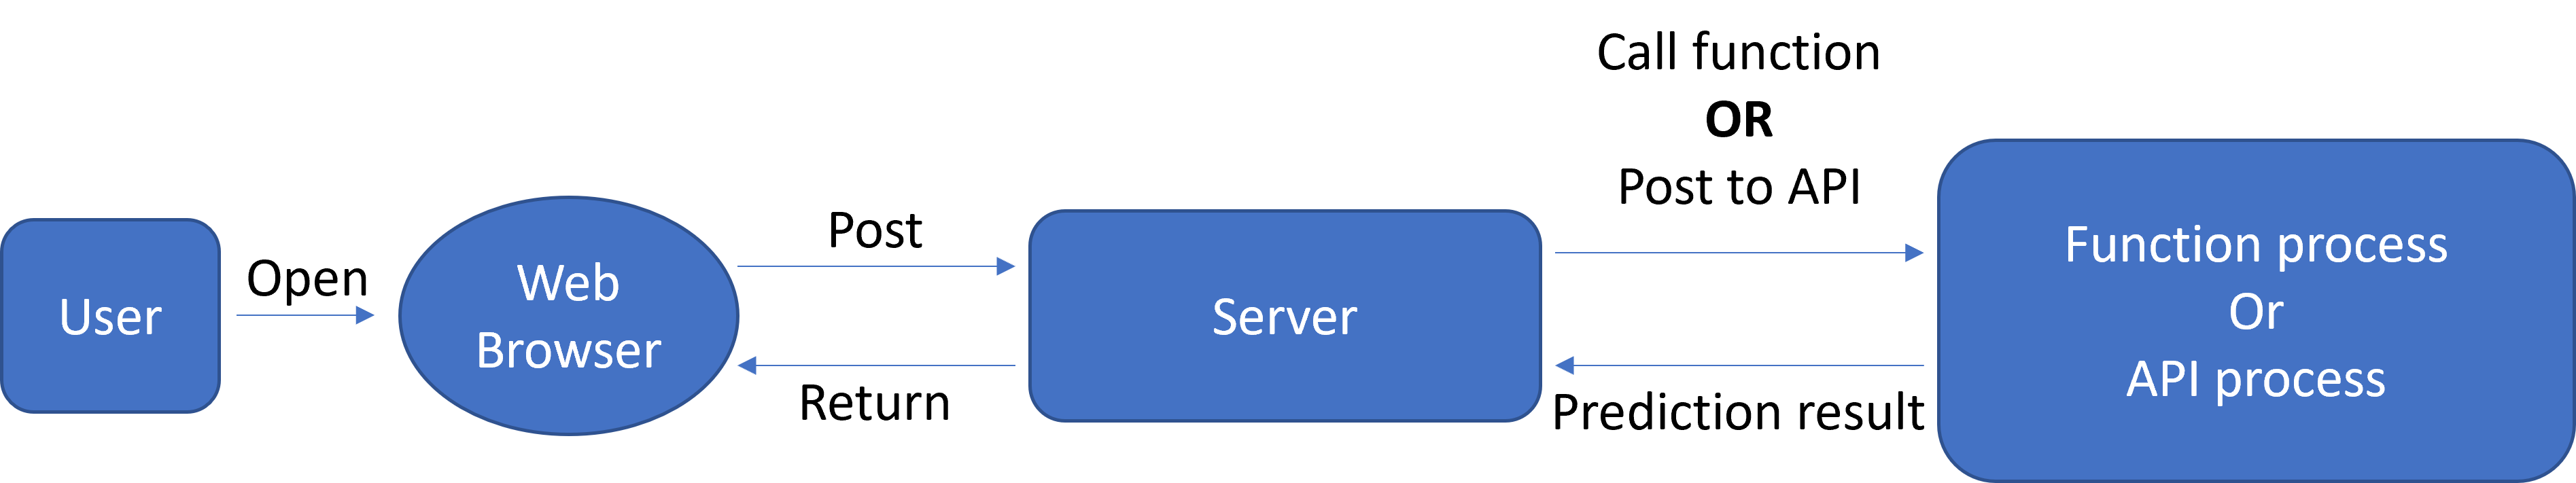 User
Open
Web
Browser
Post
Return
Server
Call function
OR
Post to API
Prediction result
Function process
Or
API process